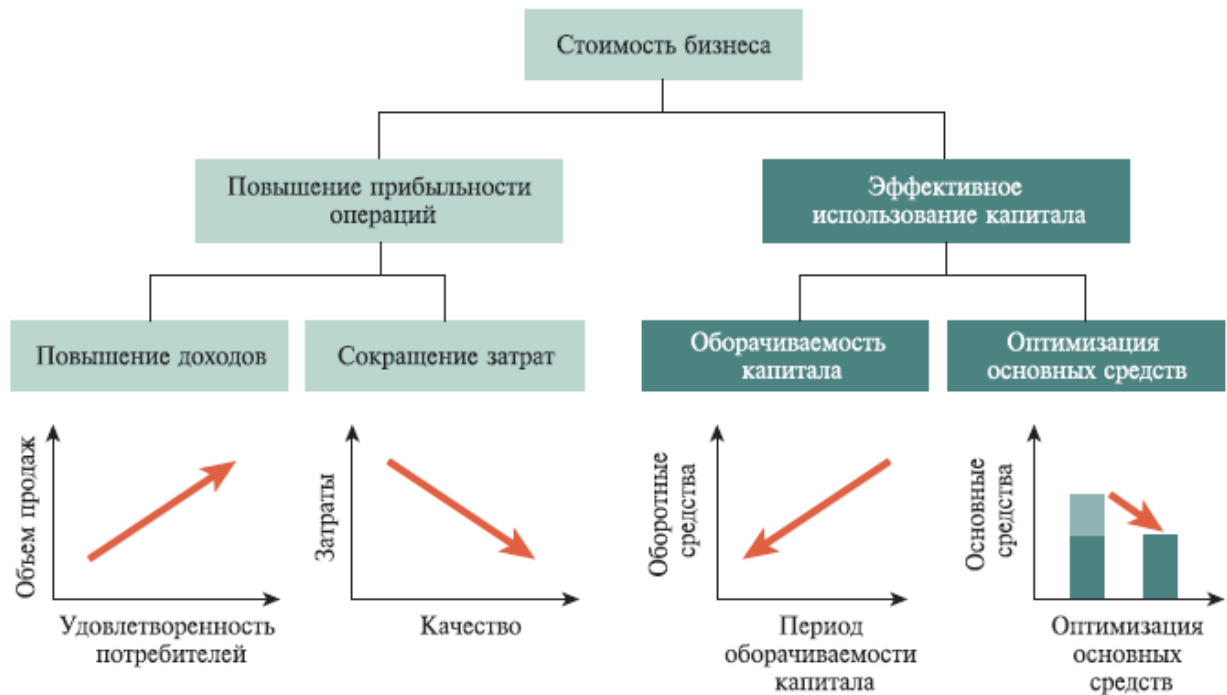 Стоимость бизнеса
Повышение прибыльности
операций
Эффективное
использование капитала
Повышение доходов
Сокращение затрат
Оборачиваемость
капитала
Оптимизация
основных средств
Объем продаж
Удовлетворенность
потребителей
Затраты
Качество
Оборотные
средства
Период
оборачиваемости
капитала
Основные
средства
Оптимизация
основных
средств